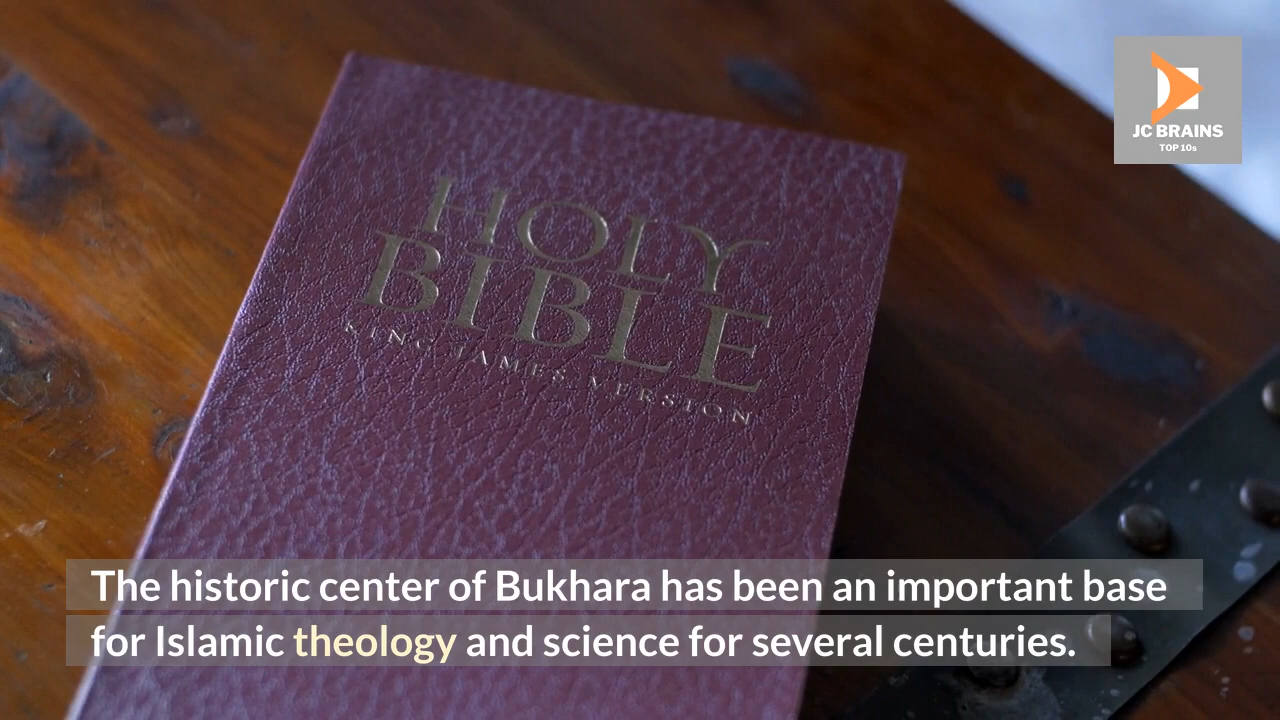 JC BRAINS
TOP 10s
HOLY
BIBLE
KING JAMES VERSION
The historic center of Bukhara has been an important base
for Islamic theology and science for several centuries.